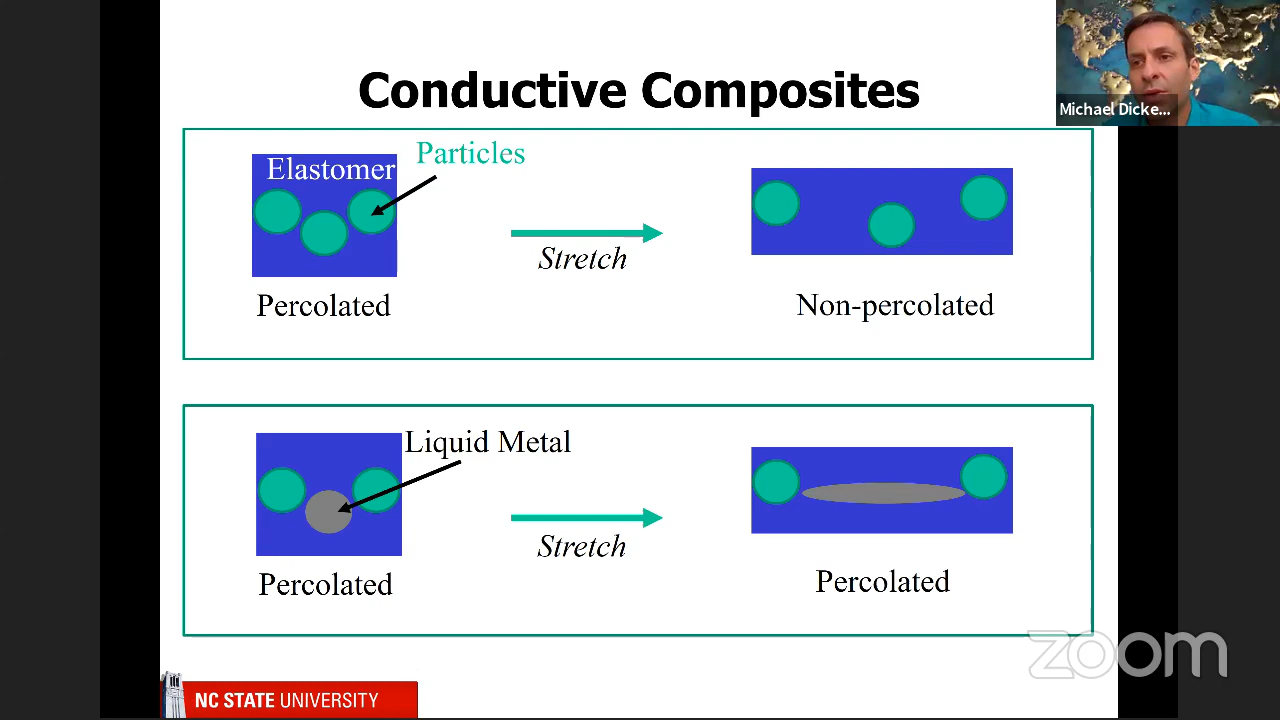 Conductive Composites
Michael Dicke...
Elastomer
Particles
Stretch
Percolated
Non-percolated
Liquid Metal
Stretch
Percolated
Percolated
zoom
NC STATE UNIVERSITY